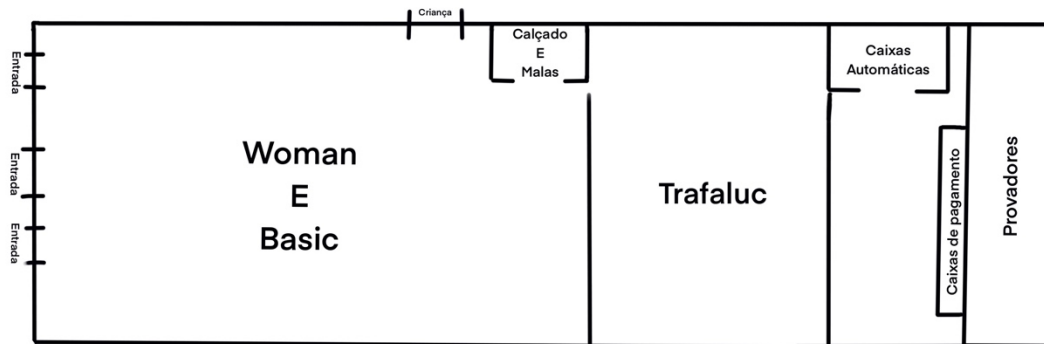 Criança
Calçado
E
Malas
Caixas
Automáticas
Entrada
Entrada
Entrada
Woman
E
Basic
Trafaluc
Caixas de pagamento
Provadores